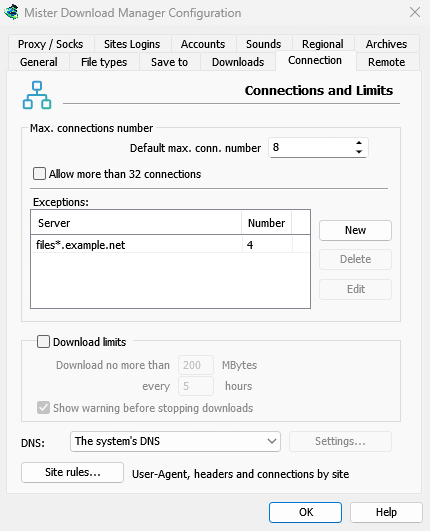 Mister Download Manager Configuration
Proxy / Socks Sites Logins Accounts Sounds Regional Archives
General File types Save to Downloads Connection Remote
Connections and Limits
Max. connections number
Default max. conn. number 8
Allow more than 32 connections
Exceptions:
Server Number
files*.example.net 4
New
Delete
Edit
Download limits
Download no more than 200 MBytes
every 5 hours
Show warning before stopping downloads
DNS: The system's DNS Settings...
Site rules... User-Agent, headers and connections by site
OK Help